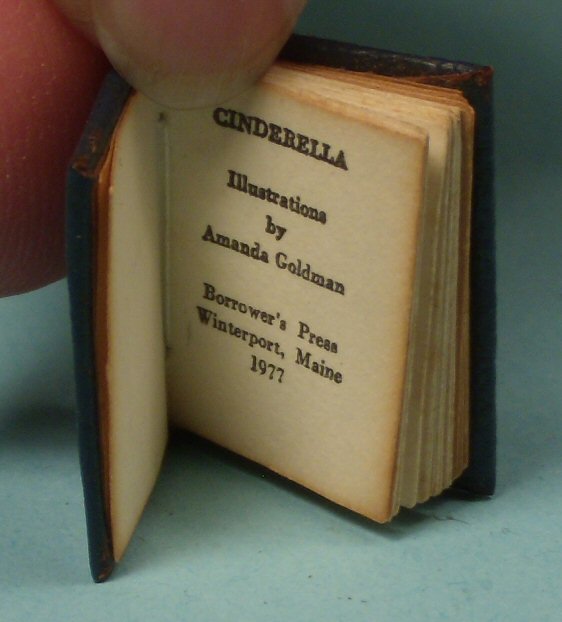 CINDERELLA
Illustrations
by
Amanda Goldman
Borrower's Press
Winterport, Maine
1977